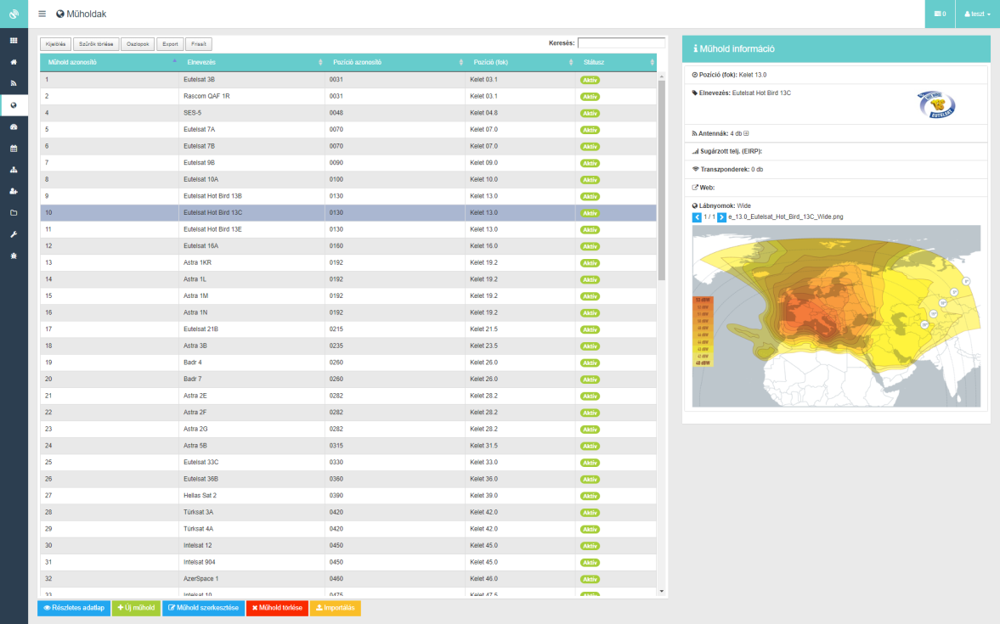 Műholdak
0
teszt
Kijelölés Szűrők törlése Oszlopok Export Frissít
Keresés:
Műhold azonosító Elnevezés Pozíció azonosító Pozíció (fok) Státusz
1 Eutelsat 3B 0031 Kelet 03.1 Aktív
2 Rascom QAF 1R 0031 Kelet 03.1 Aktív
4 SES-5 0048 Kelet 04.8 Aktív
5 Eutelsat 7A 0070 Kelet 07.0 Aktív
6 Eutelsat 7B 0070 Kelet 07.0 Aktív
7 Eutelsat 9B 0090 Kelet 09.0 Aktív
8 Eutelsat 10A 0100 Kelet 10.0 Aktív
9 Eutelsat Hot Bird 13B 0130 Kelet 13.0 Aktív
10 Eutelsat Hot Bird 13C 0130 Kelet 13.0 Aktív
11 Eutelsat Hot Bird 13E 0130 Kelet 13.0 Aktív
12 Eutelsat 16A 0160 Kelet 16.0 Aktív
13 Astra 1KR 0192 Kelet 19.2 Aktív
14 Astra 1L 0192 Kelet 19.2 Aktív
15 Astra 1M 0192 Kelet 19.2 Aktív
16 Astra 1N 0192 Kelet 19.2 Aktív
17 Eutelsat 21B 0215 Kelet 21.5 Aktív
18 Astra 3B 0235 Kelet 23.5 Aktív
19 Badr 4 0260 Kelet 26.0 Aktív
20 Badr 7 0260 Kelet 26.0 Aktív
21 Astra 2E 0282 Kelet 28.2 Aktív
22 Astra 2F 0282 Kelet 28.2 Aktív
23 Astra 2G 0282 Kelet 28.2 Aktív
24 Astra 5B 0315 Kelet 31.5 Aktív
25 Eutelsat 33C 0330 Kelet 33.0 Aktív
26 Eutelsat 36B 0360 Kelet 36.0 Aktív
27 Hellas Sat 2 0390 Kelet 39.0 Aktív
28 Türksat 3A 0420 Kelet 42.0 Aktív
29 Türksat 4A 0420 Kelet 42.0 Aktív
30 Intelsat 12 0450 Kelet 45.0 Aktív
31 Intelsat 904 0450 Kelet 45.0 Aktív
32 AzerSpace 1 0460 Kelet 46.0 Aktív
33 Intelsat 10 0475 Kelet 47.5 Aktív
Részletes adatlap Új műhold Műhold szerkesztése Műhold törlése Importálás
Műhold információ
Pozíció (fok): Kelet 13.0
Elnevezés: Eutelsat Hot Bird 13C
EUTELSAT
Antennák: 4 db
Sugárzott telj. (EIRP):
Transzponderek: 0 db
Web:
Lábnyomok: Wide
1 / 1 e_13.0_Eutelsat_Hot_Bird_13C_Wide.png